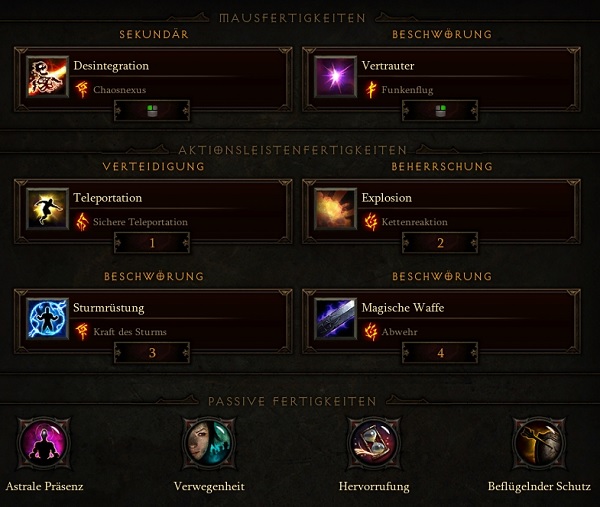 MAUSFERTIGKEITEN
SEKUNDÄR
BESCHWÖRUNG
Desintegration
Chaosnexus
Vertrauter
Funkenflug
AKTIONSLEISTENFERTIGKEITEN
VERTEIDIGUNG
BEHERRSCHUNG
Teleportation
Sichere Teleportation
1
Explosion
Kettenreaktion
2
BESCHWÖRUNG
BESCHWÖRUNG
Sturmrüstung
Kraft des Sturms
3
Magische Waffe
Abwehr
4
PASSIVE FERTIGKEITEN
Astrale Präsenz
Verwegenheit
Hervorrufung
Beflügelnder Schutz